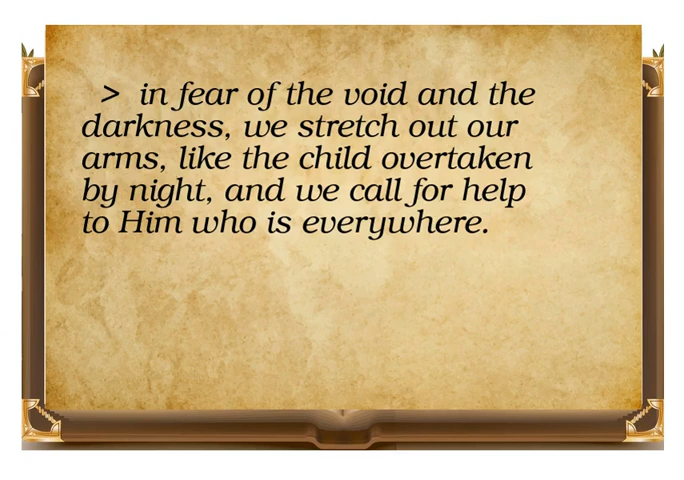 > in fear of the void and the
darkness, we stretch out our
arms, like the child overtaken
by night, and we call for help
to Him who is everywhere.